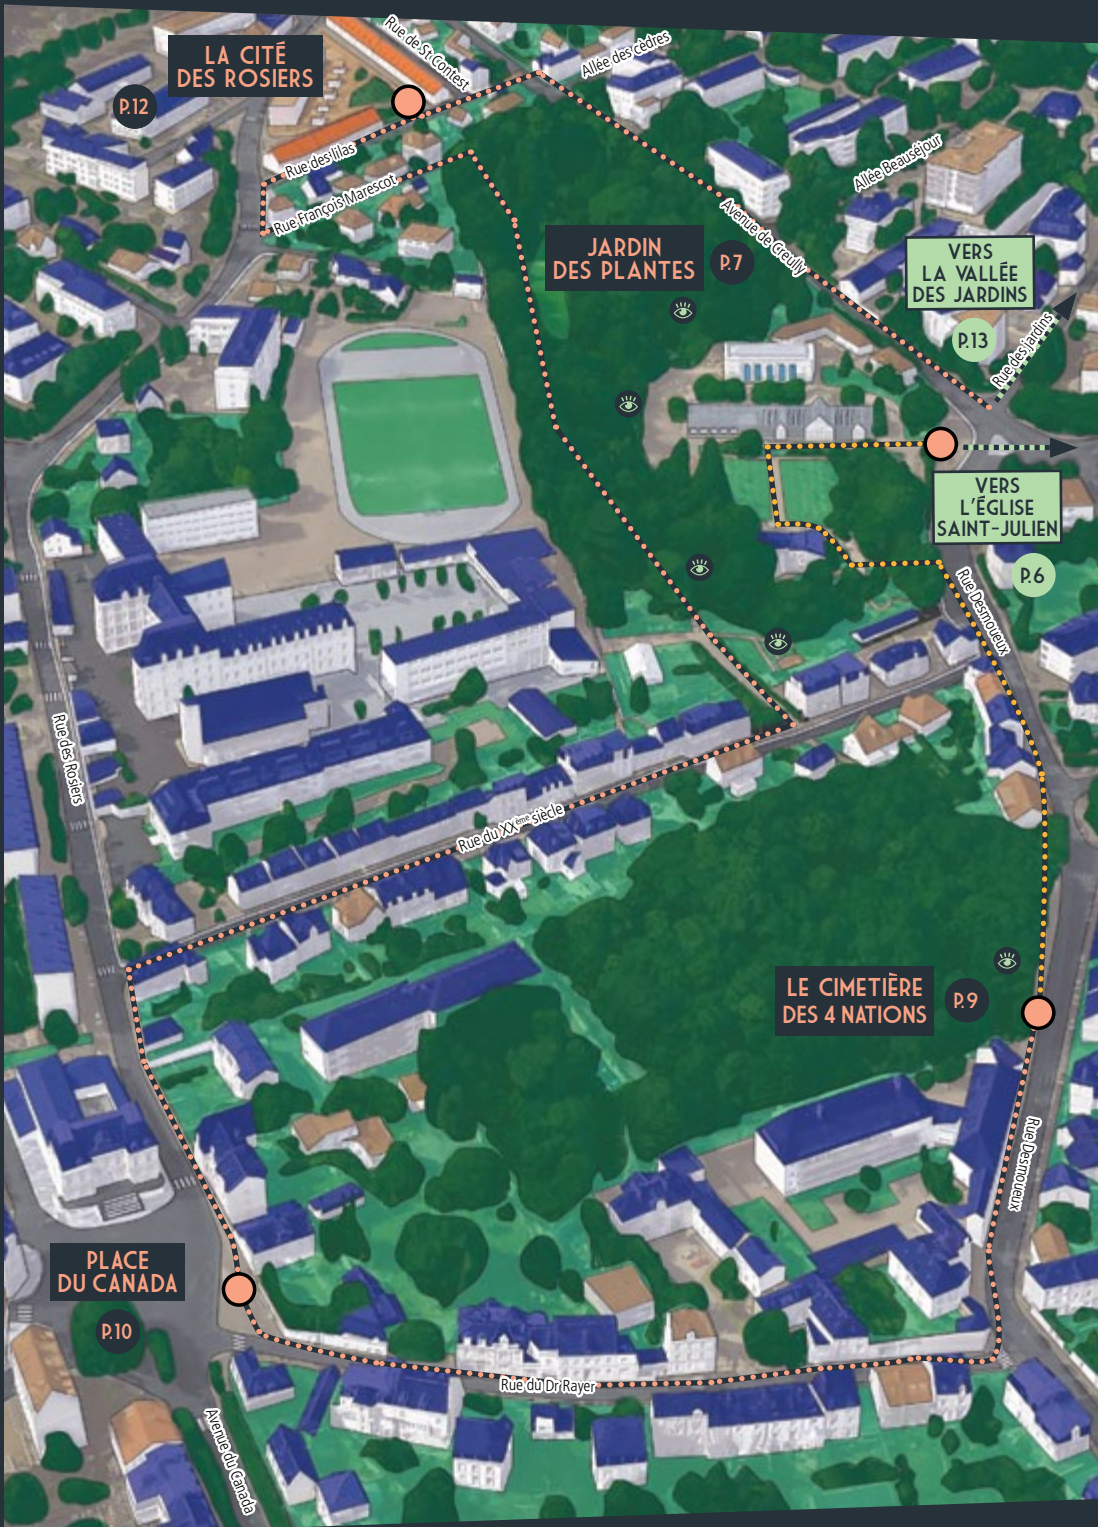 Rue de St Contest
Allée des cèdres
LA CITÉ
DES ROSIERS
P.12
Rue des lilas
Rue François Marescot
Allée Beauséjour
Avenue de Creully
JARDIN
DES PLANTES
P.7
VERS
LA VALLÉE
DES JARDINS
P.13
Rue des jardins
VERS
L'ÉGLISE
SAINT-JULIEN
P.6
Rue Desmoueux
Rue des Rosiers
Rue du XXème siècle
LE CIMETIÈRE
DES 4 NATIONS
P.9
Rue Desmoueux
PLACE
DU CANADA
P.10
Rue du Dr Rayer
Avenue du Canada